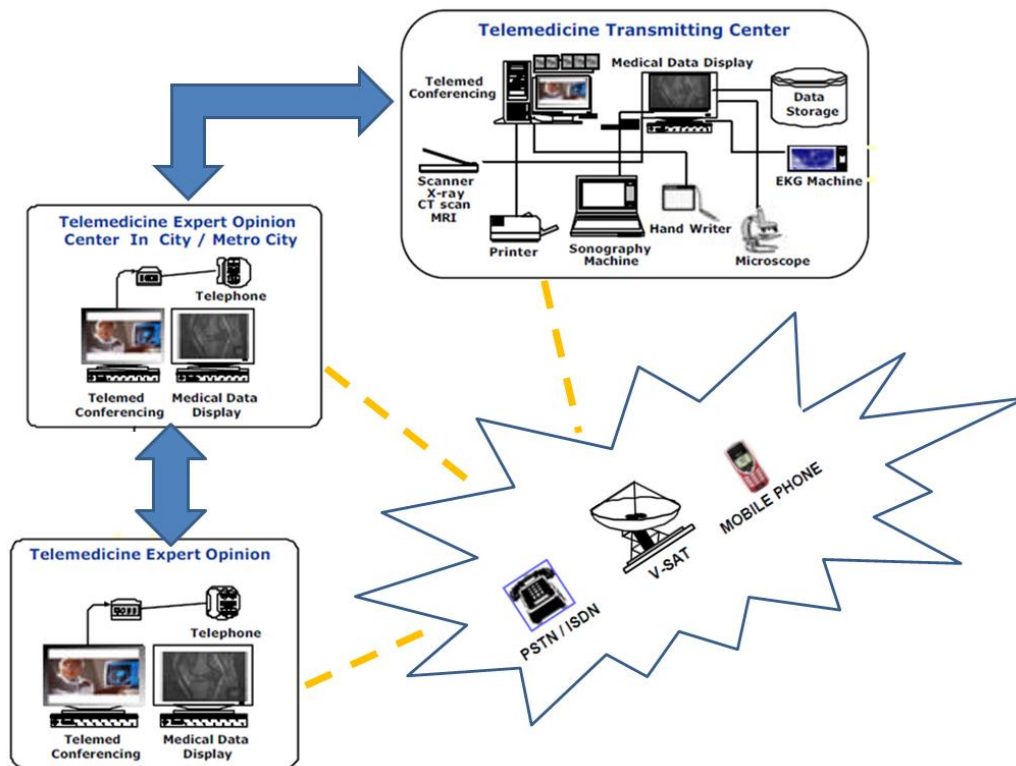 Telemedicine Transmitting Center
Telemed
Conferencing
Medical Data Display
Data
Storage
Scanner
X-ray
CT scan
MRI
EKG Machine
Printer
Sonography
Machine
Hand Writer
Microscope
Telemedicine Expert Opinion
Center In City / Metro City
Telephone
Telemed
Conferencing
Medical Data
Display
MOBILE PHONE
V-SAT
PSTN / ISDN
Telemedicine Expert Opinion
Telephone
Telemed
Conferencing
Medical Data
Display